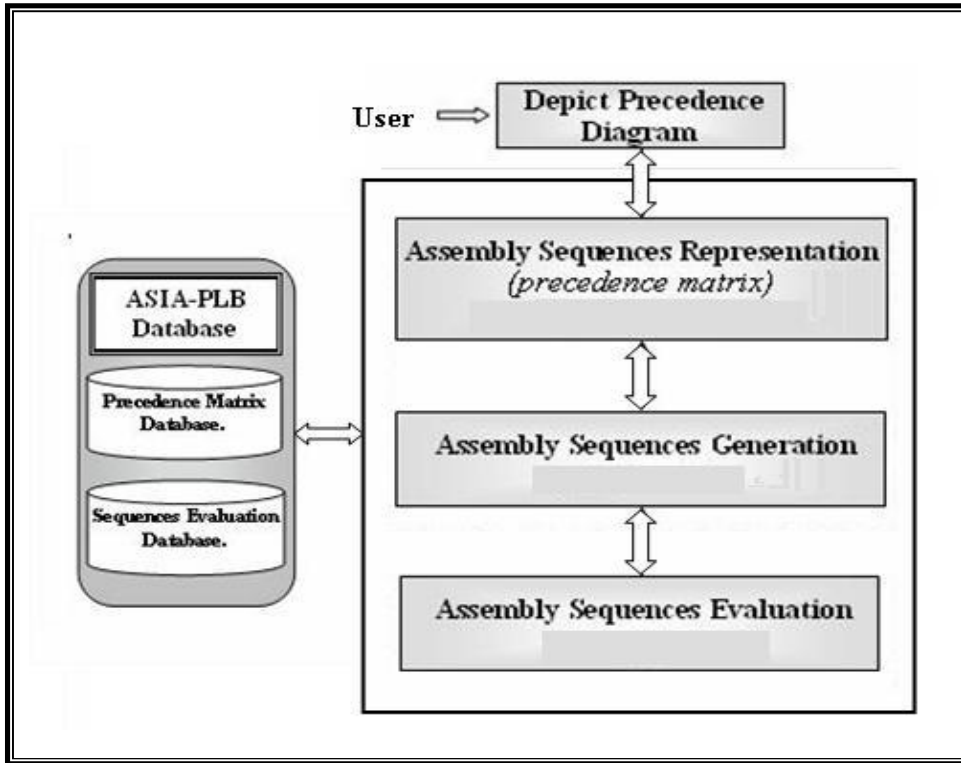 Depict Precedence
Diagram
User
Assembly Sequences Representation
(precedence matrix)
ASIA-PLB
Database
Precedence Matrix
Database.
Assembly Sequences Generation
Sequences Evaluation
Database.
Assembly Sequences Evaluation